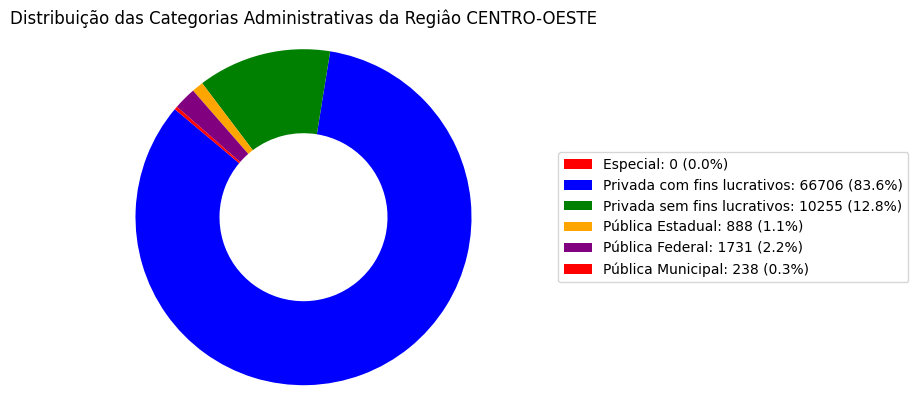 Distribuição das Categorias Administrativas da Regiâo CENTRO-OESTE
Especial: 0 (0.0%)
Privada com fins lucrativos: 66706 (83.6%)
Privada sem fins lucrativos: 10255 (12.8%)
Pública Estadual: 888 (1.1%)
Pública Federal: 1731 (2.2%)
Pública Municipal: 238 (0.3%)